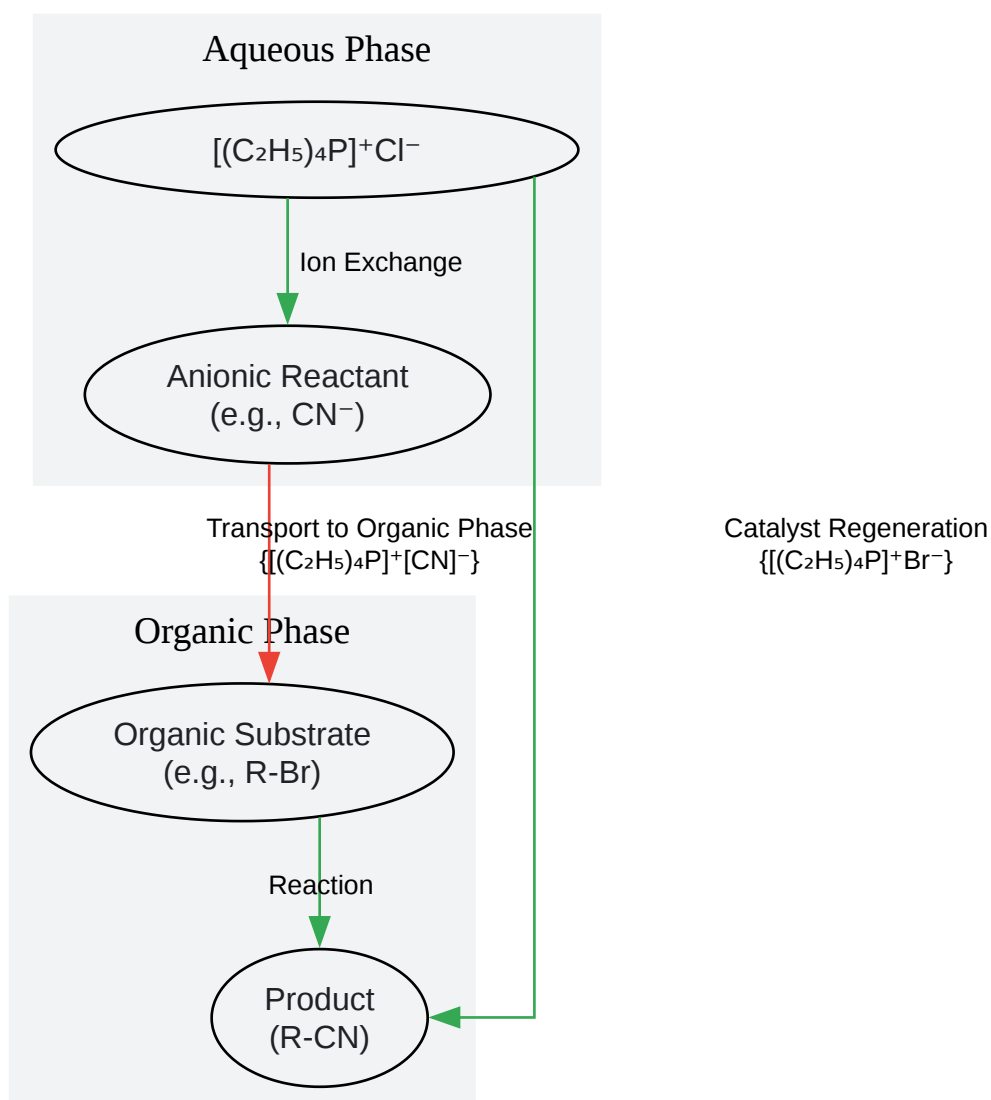 Aqueous Phase
[(C₂H₅)₄P]⁺Cl⁻
Ion Exchange
Anionic Reactant
(e.g., CN⁻)
Transport to Organic Phase
{[(C₂H₅)₄P]⁺[CN]⁻}
Catalyst Regeneration
{[(C₂H₅)₄P]⁺Br⁻}
Organic Phase
Organic Substrate
(e.g., R-Br)
Reaction
Product
(R-CN)